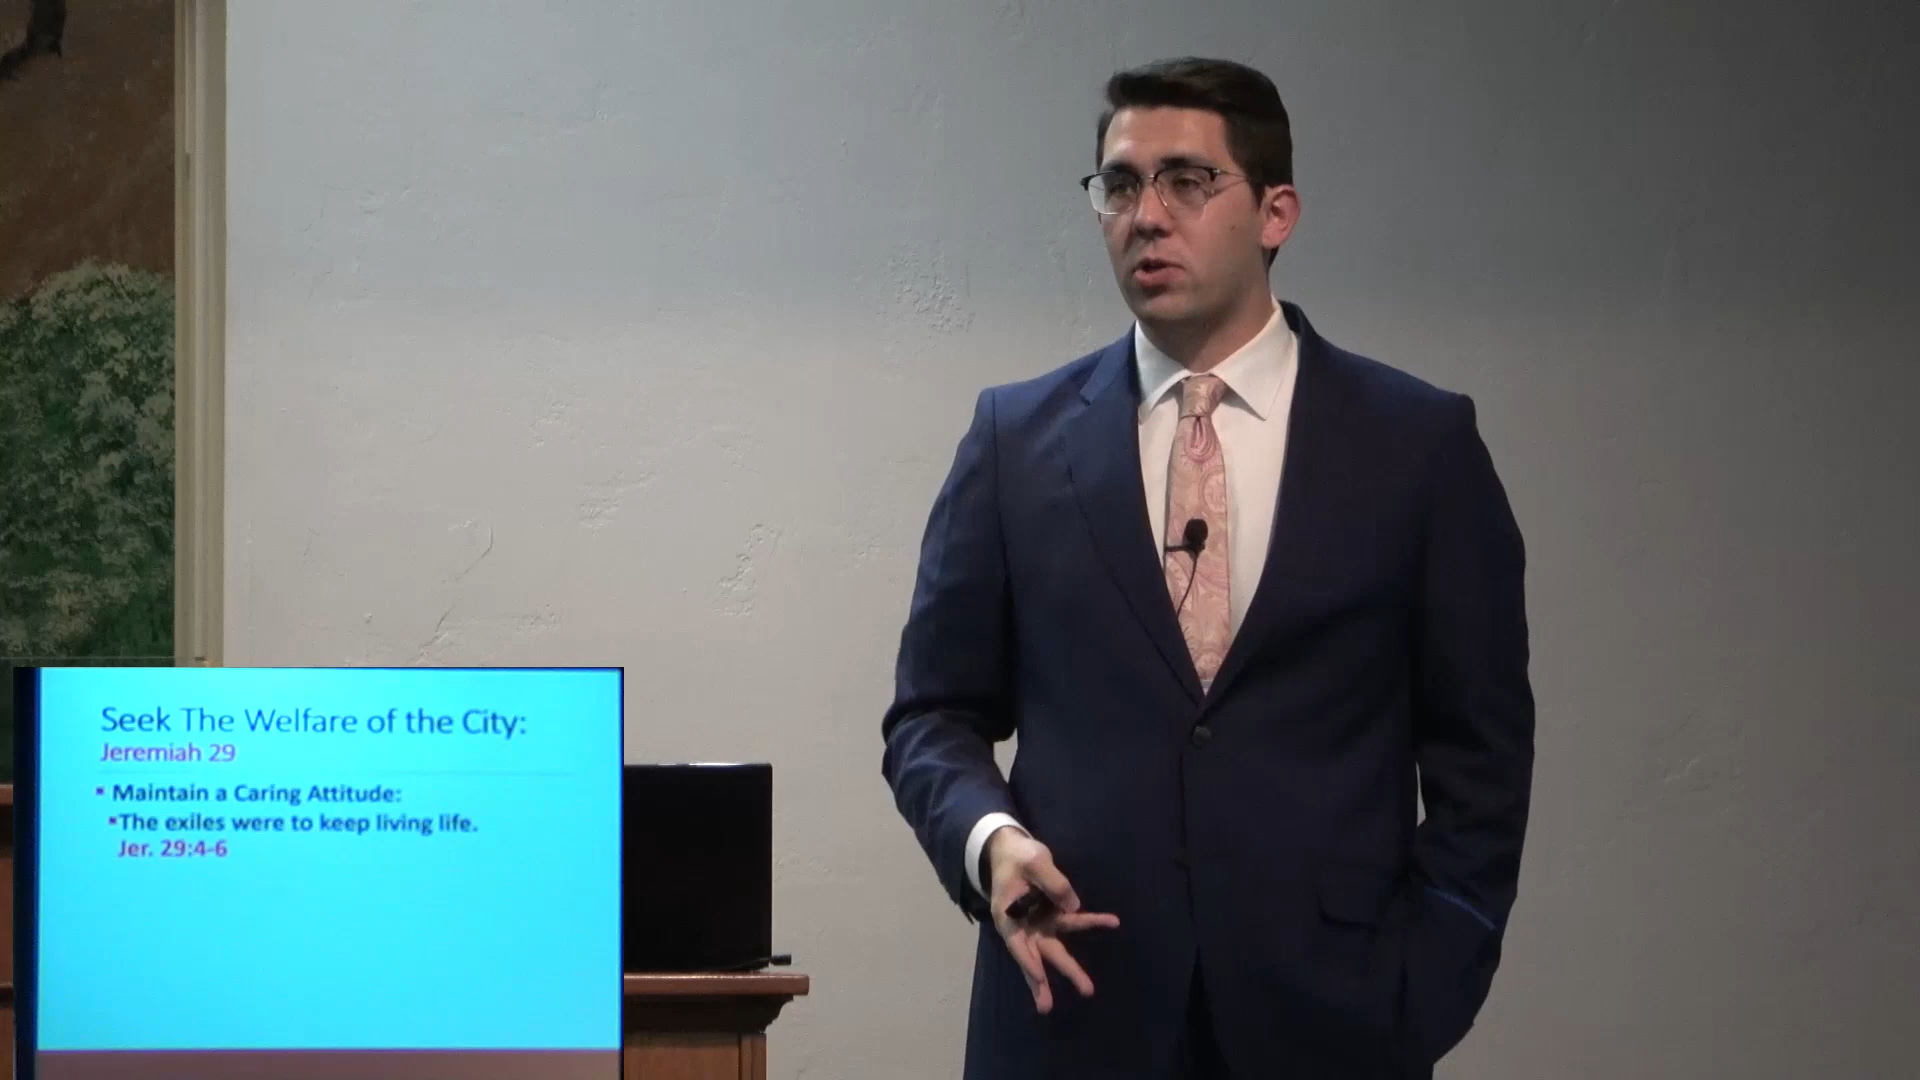 Seek The Welfare of the City:
Jeremiah 29
▪ Maintain a Caring Attitude:
▪The exiles were to keep living life.
Jer. 29:4-6